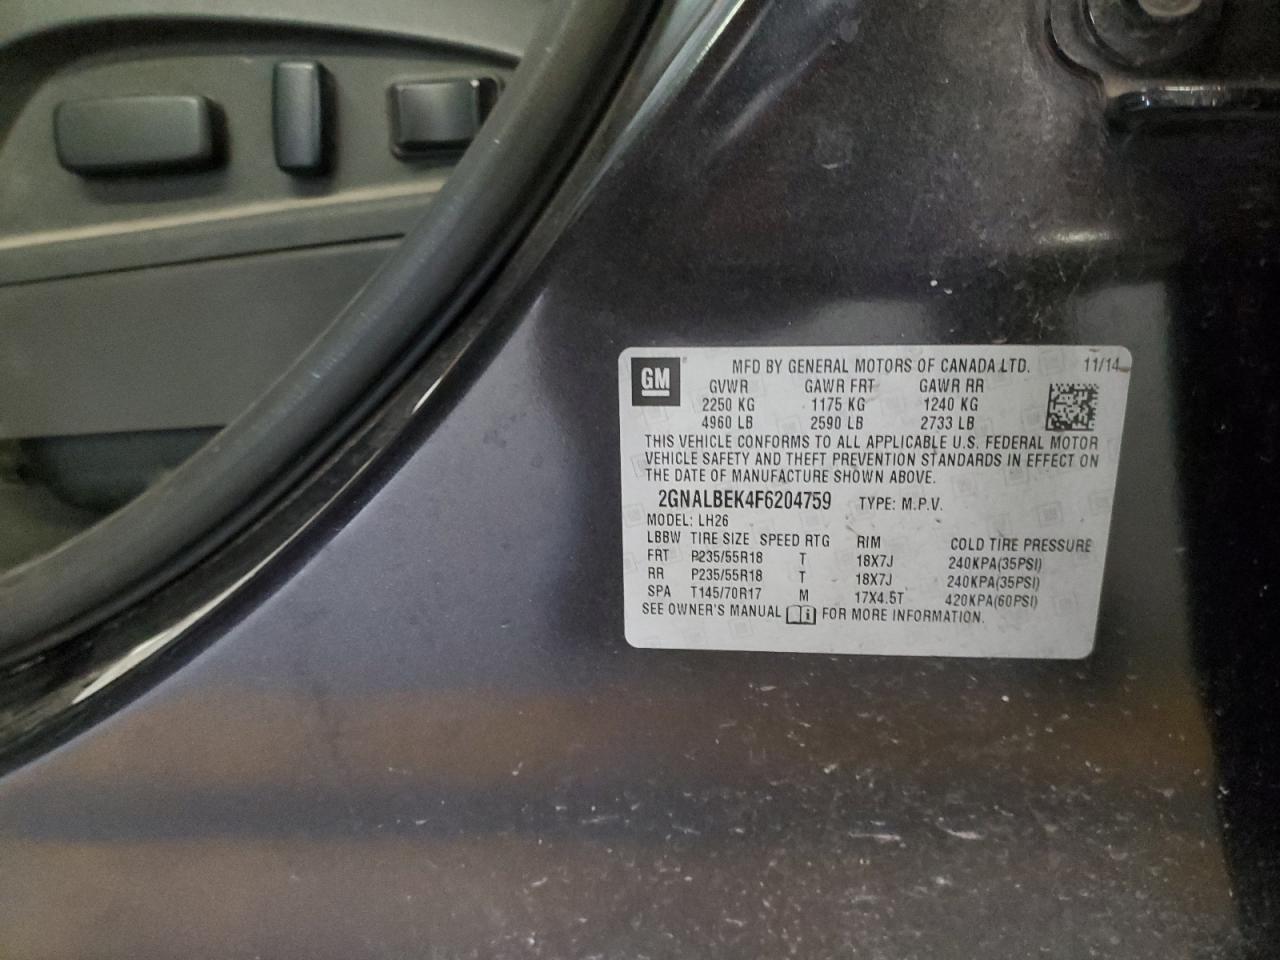 GM MFD BY GENERAL MOTORS OF CANADA LTD. 11/14
GVWR GAWR FRT GAWR RR
2250 KG 1175 KG 1240 KG
4960 LB 2590 LB 2733 LB
THIS VEHICLE CONFORMS TO ALL APPLICABLE U.S. FEDERAL MOTOR
VEHICLE SAFETY AND THEFT PREVENTION STANDARDS IN EFFECT ON
THE DATE OF MANUFACTURE SHOWN ABOVE.
2GNALBEK4F6204759 TYPE: M.P.V.
MODEL: LH26
LBBW TIRE SIZE SPEED RTG RIM COLD TIRE PRESSURE
FRT P235/55R18 T 18X7J 240KPA(35PSI)
RR P235/55R18 T 18X7J 240KPA(35PSI)
SPA T145/70R17 M 17X4.5T 420KPA(60PSI)
SEE OWNER'S MANUAL i FOR MORE INFORMATION.